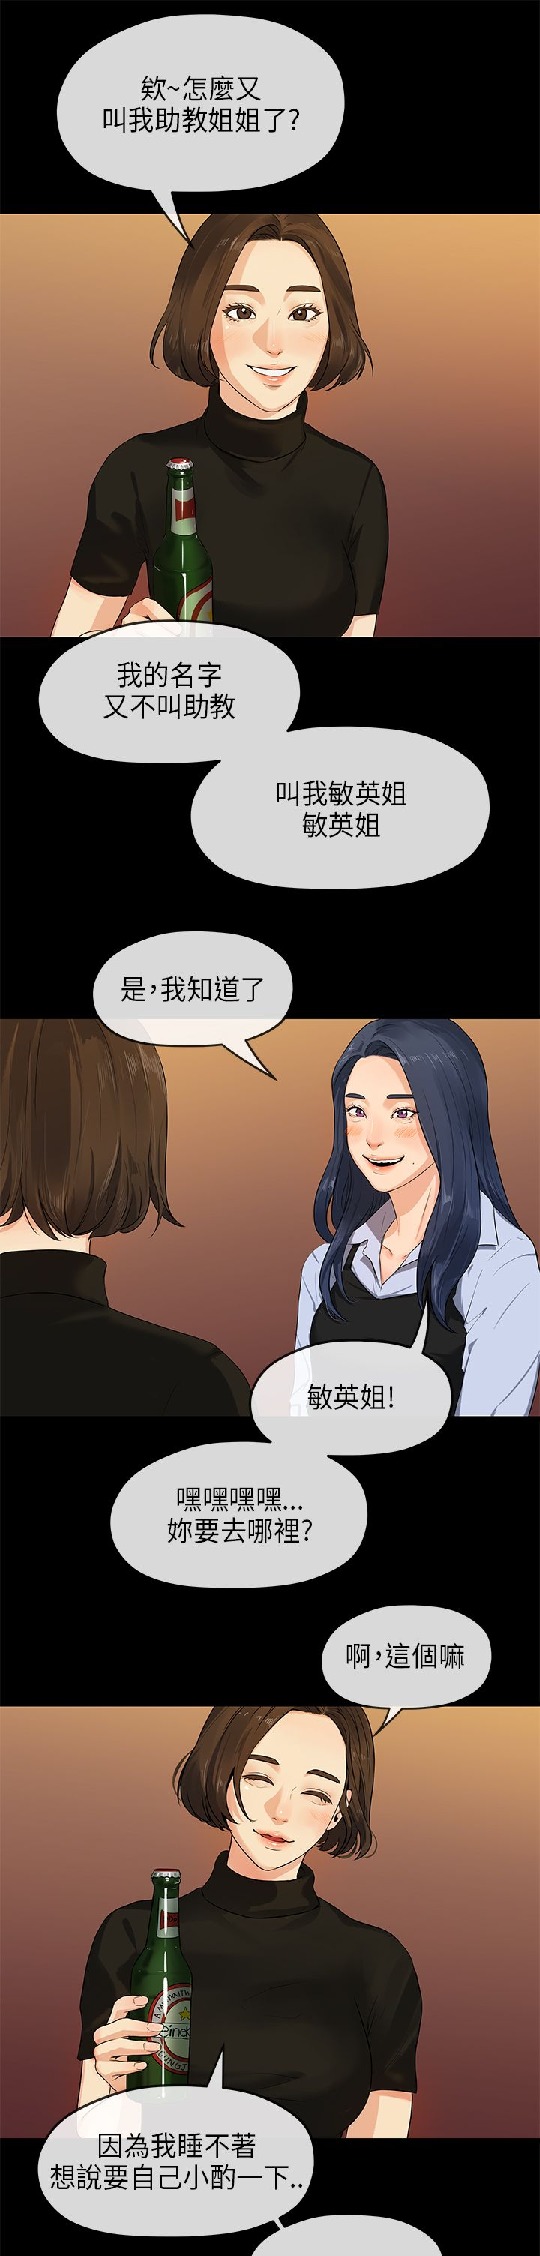 欸~怎麼又
叫我助教姐姐了?
我的名字
又不叫助教
叫我敏英姐
敏英姐
是,我知道了
敏英姐!
嘿嘿嘿嘿...
妳要去哪裡?
啊,這個嘛
因為我睡不著
想說要自己小酌一下..